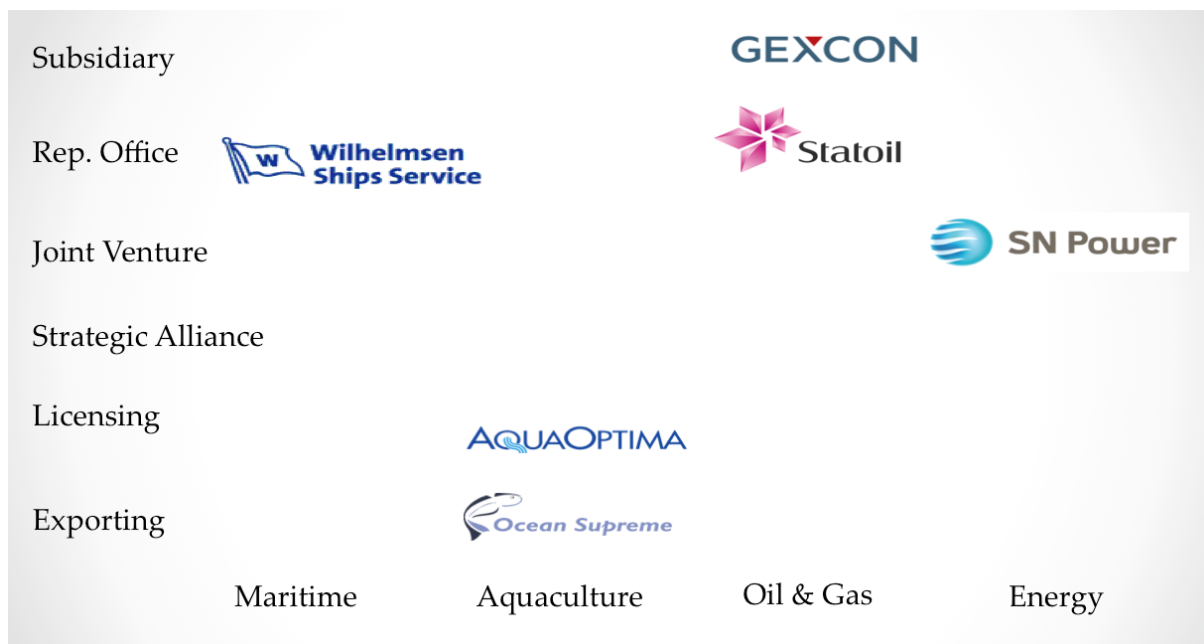 Subsidiary
GEXCON
Rep. Office
W
Wilhelmsen
Ships Service
Statoil
Joint Venture
SN Power
Strategic Alliance
Licensing
AQUAOPTIMA
Exporting
Ocean Supreme
Maritime
Aquaculture
Oil & Gas
Energy